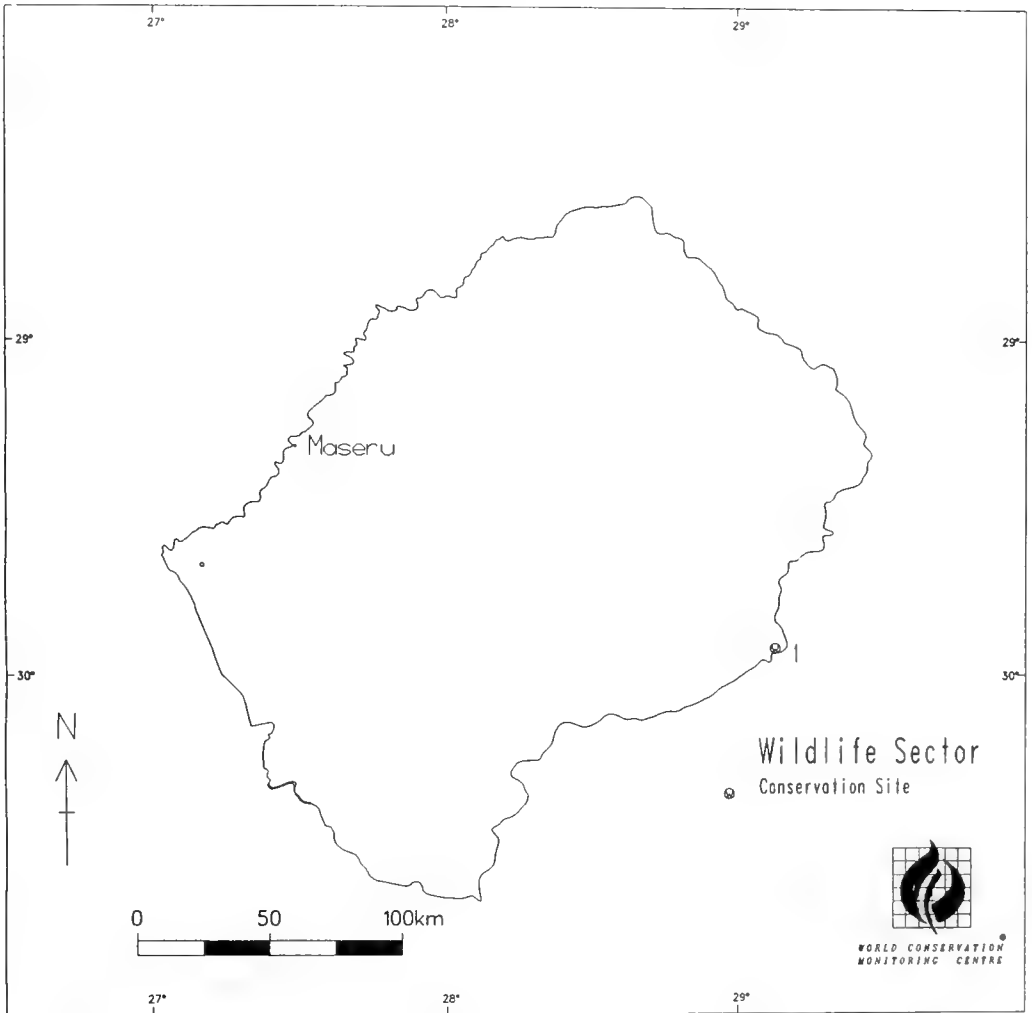 27° 28° 29°
29° 29°
Maseru
1
30° 30°
N
Wildlife Sector
Conservation Site
0 50 100km
WORLD CONSERVATION
MONITORING CENTRE
27° 28° 29°